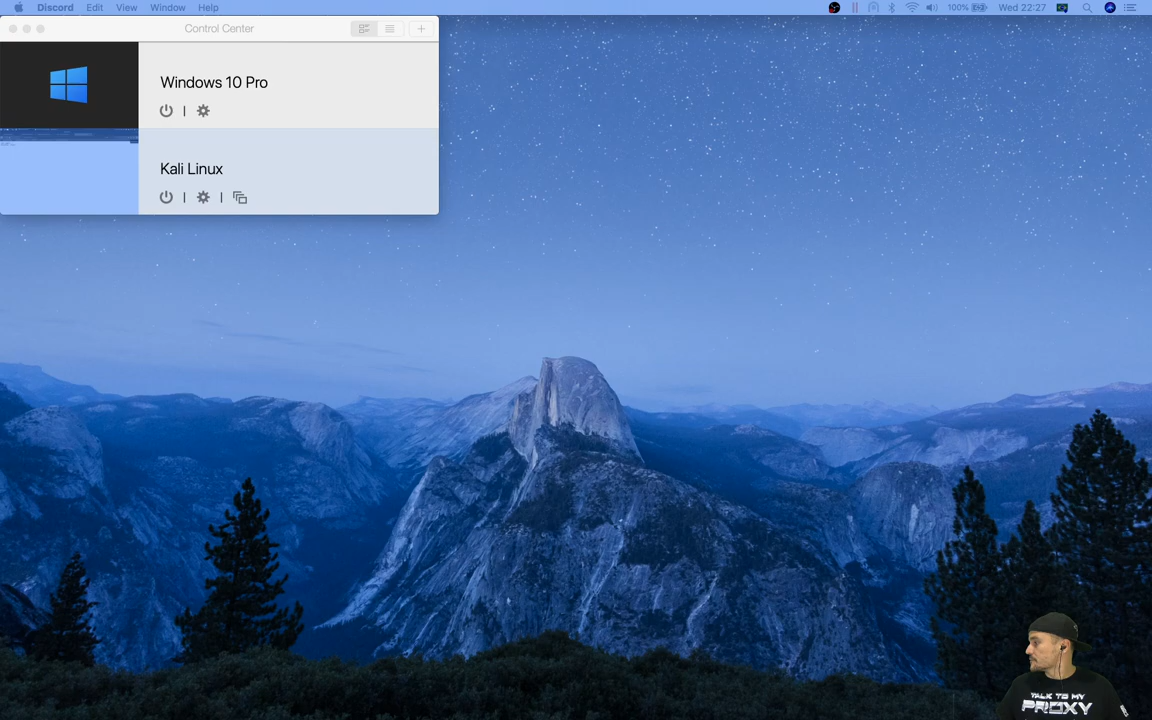 Discord Edit View Window Help 100% Wed 22:27
Control Center
Windows 10 Pro
Kali Linux
TALK TO MY
PROXY